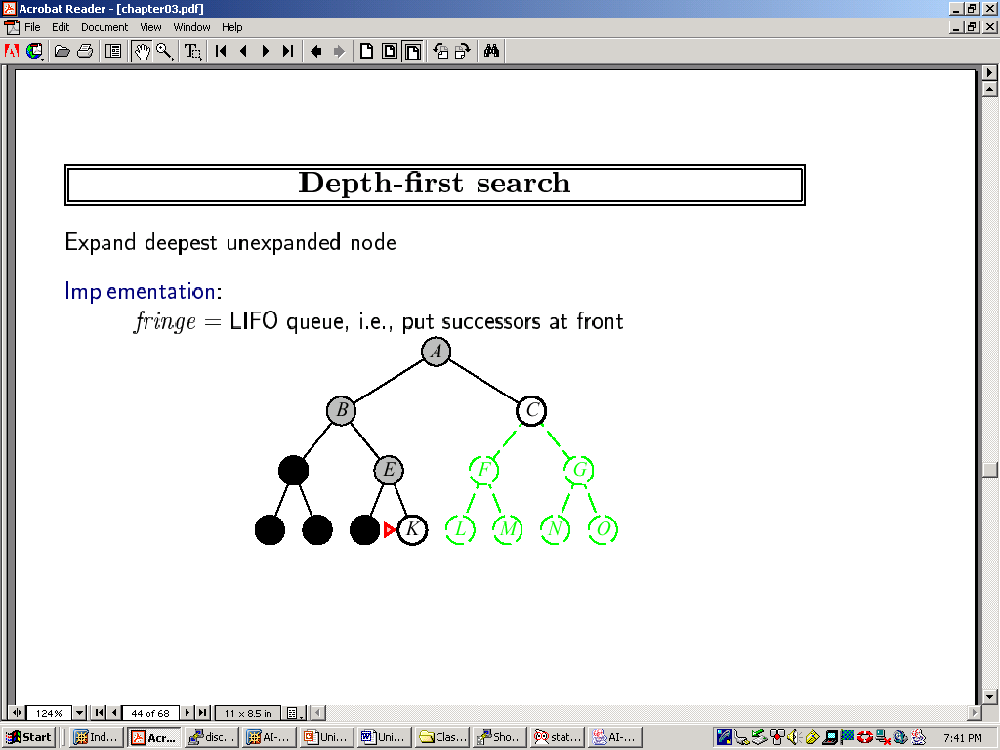 Acrobat Reader - [chapter03.pdf]
File Edit Document View Window Help
Depth-first search
Expand deepest unexpanded node
Implementation:
fringe = LIFO queue, i.e., put successors at front
A
B C
E F G
K L M N O
124% 44 of 68 11 x 8.5 in
Start Ind... Acr... disc... AI-... Uni... Uni... Clas... Sho... stat... AI-... 7:41 PM